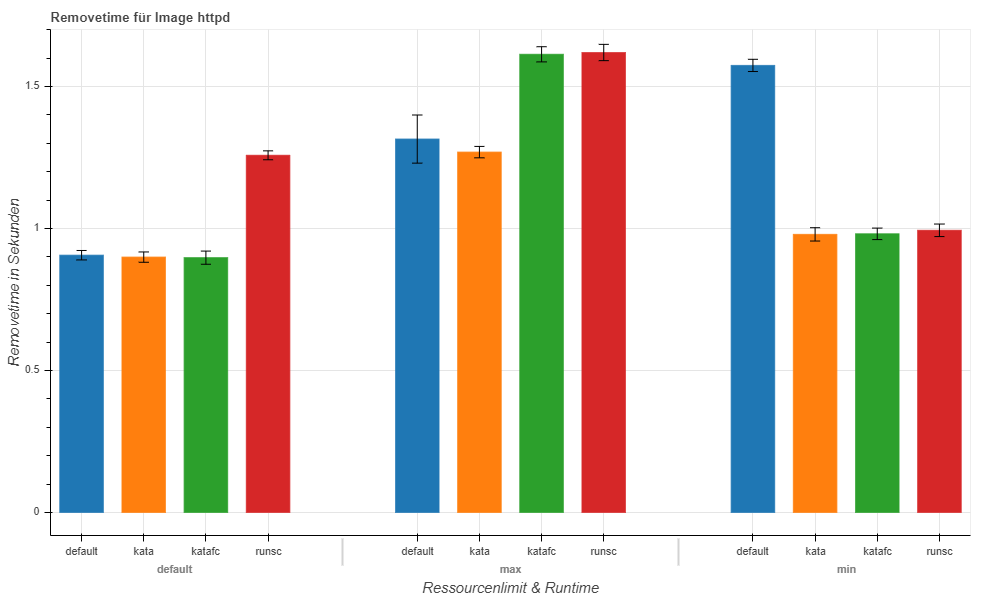 Removetime für Image httpd
Removetime in Sekunden
1.5
1
0.5
0
default kata katafc runsc default kata katafc runsc default kata katafc runsc
default max min
Ressourcenlimit & Runtime